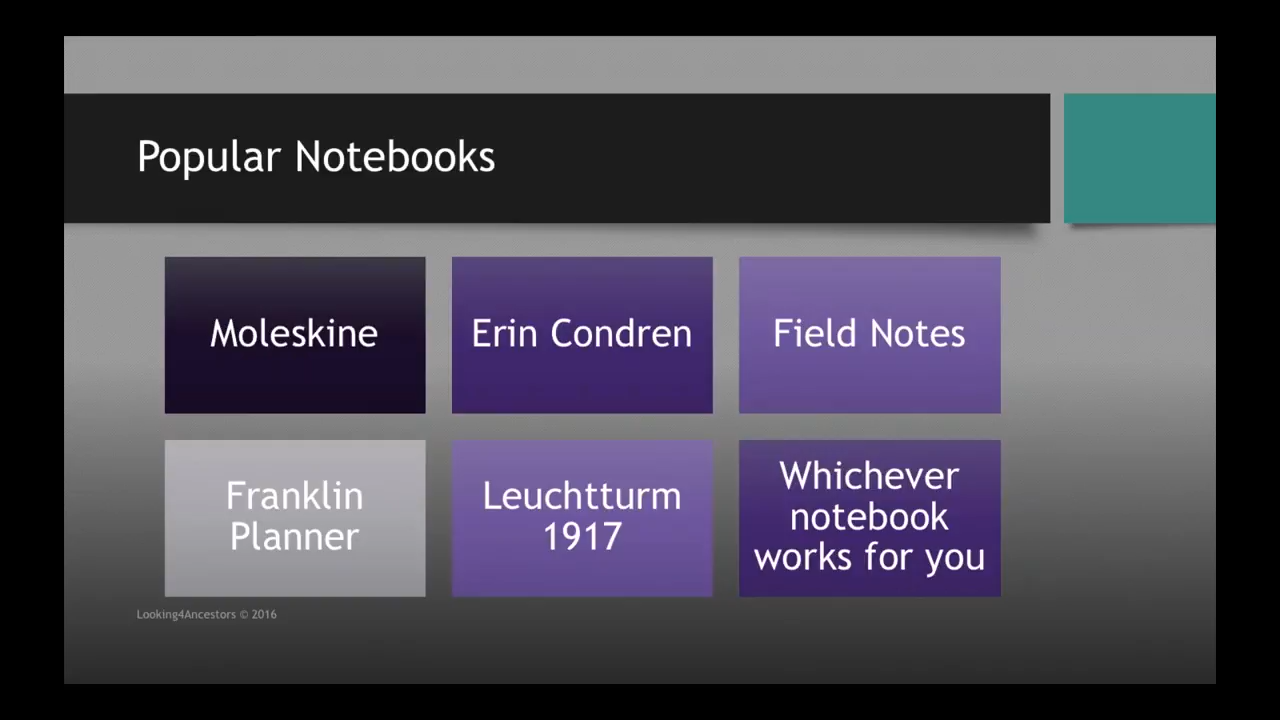 Popular Notebooks
Moleskine
Erin Condren
Field Notes
Franklin
Planner
Leuchtturm
1917
Whichever
notebook
works for you
Looking4Ancestors © 2016